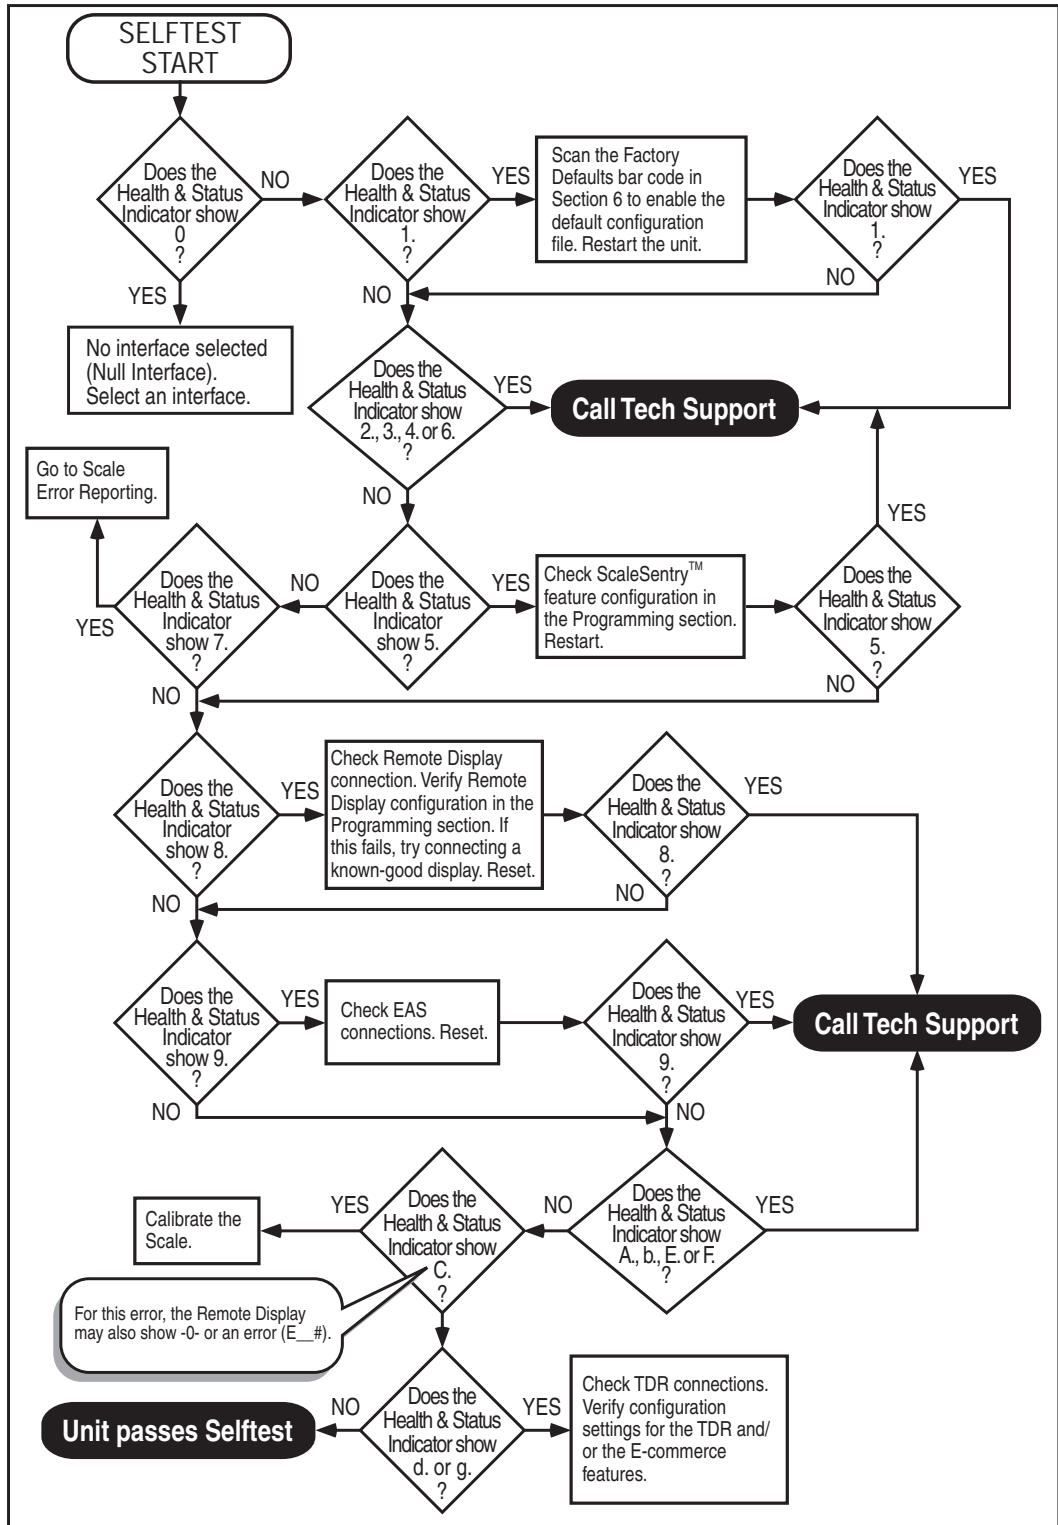 SELFTEST
START
Does the
Health & Status
Indicator show
0
?
NO
YES
No interface selected
(Null Interface).
Select an interface.
Does the
Health & Status
Indicator show
1.
?
YES
NO
Scan the Factory
Defaults bar code in
Section 6 to enable the
default configuration
file. Restart the unit.
Does the
Health & Status
Indicator show
1.
?
YES
NO
Does the
Health & Status
Indicator show
2., 3., 4. or 6.
?
YES
NO
Call Tech Support
Go to Scale
Error Reporting.
Does the
Health & Status
Indicator
show 7.
?
YES
NO
NO
Does the
Health & Status
Indicator
show 5.
?
YES
Check ScaleSentry™
feature configuration in
the Programming section.
Restart.
Does the
Health & Status
Indicator show
5.
?
YES
NO
Does the
Health & Status
Indicator
show 8.
?
YES
NO
Check Remote Display
connection. Verify Remote
Display configuration in the
Programming section. If
this fails, try connecting a
known-good display. Reset.
Does the
Health & Status
Indicator show
8.
?
YES
NO
Does the
Health & Status
Indicator
show 9.
?
YES
NO
Check EAS
connections. Reset.
Does the
Health & Status
Indicator show
9.
?
YES
NO
Call Tech Support
Does the
Health & Status
Indicator show
A., b., E. or F.
?
YES
NO
Does the
Health & Status
Indicator show
C.
?
YES
Calibrate the
Scale.
For this error, the Remote Display
may also show -0- or an error (E__#).
Does the
Health & Status
Indicator show
d. or g.
?
NO
YES
Unit passes Selftest
Check TDR connections.
Verify configuration
settings for the TDR and/
or the E-commerce
features.